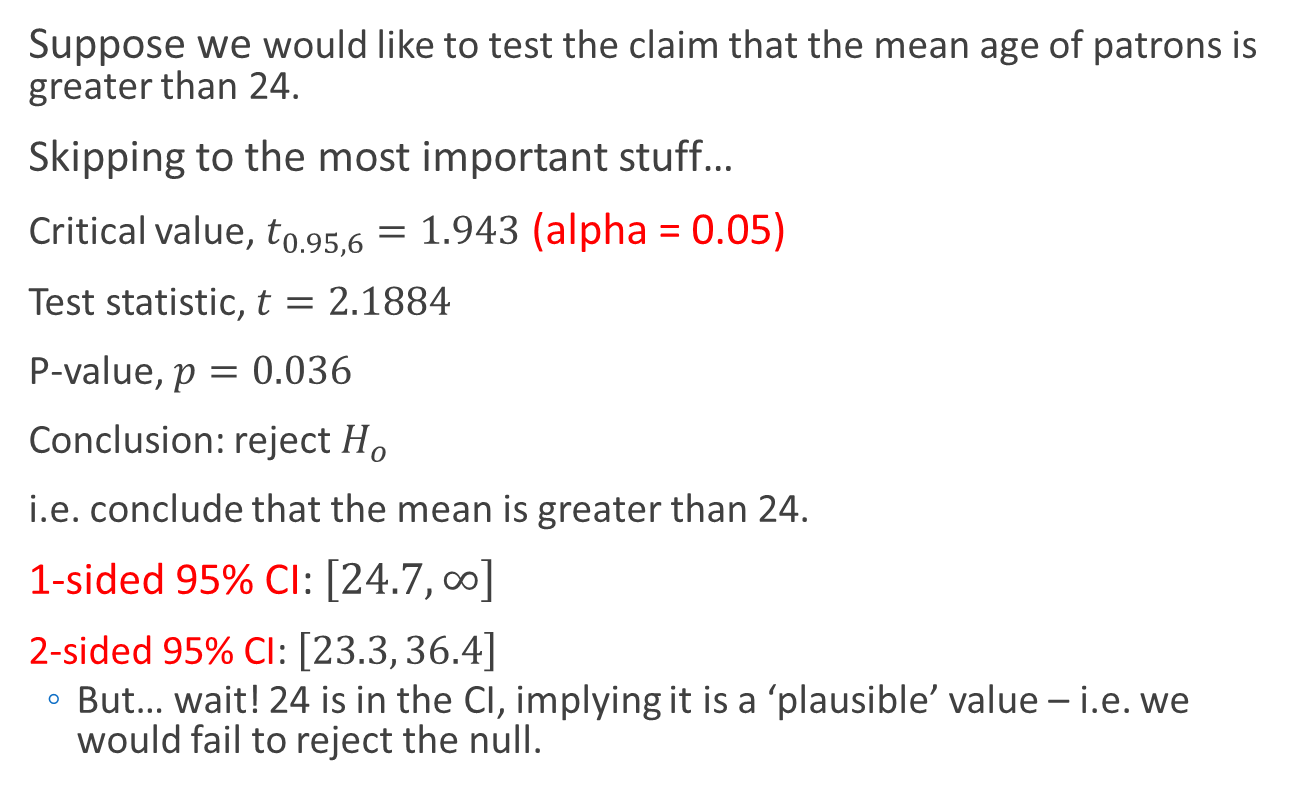 Suppose we would like to test the claim that the mean age of patrons is
greater than 24.
Skipping to the most important stuff…
Critical value, t₀.₉₅,₆ = 1.943 (alpha = 0.05)
Test statistic, t = 2.1884
P-value, p = 0.036
Conclusion: reject Hₒ
i.e. conclude that the mean is greater than 24.
1-sided 95% CI: [24.7, ∞]
2-sided 95% CI: [23.3, 36.4]
◦ But… wait! 24 is in the CI, implying it is a ‘plausible’ value – i.e. we
would fail to reject the null.